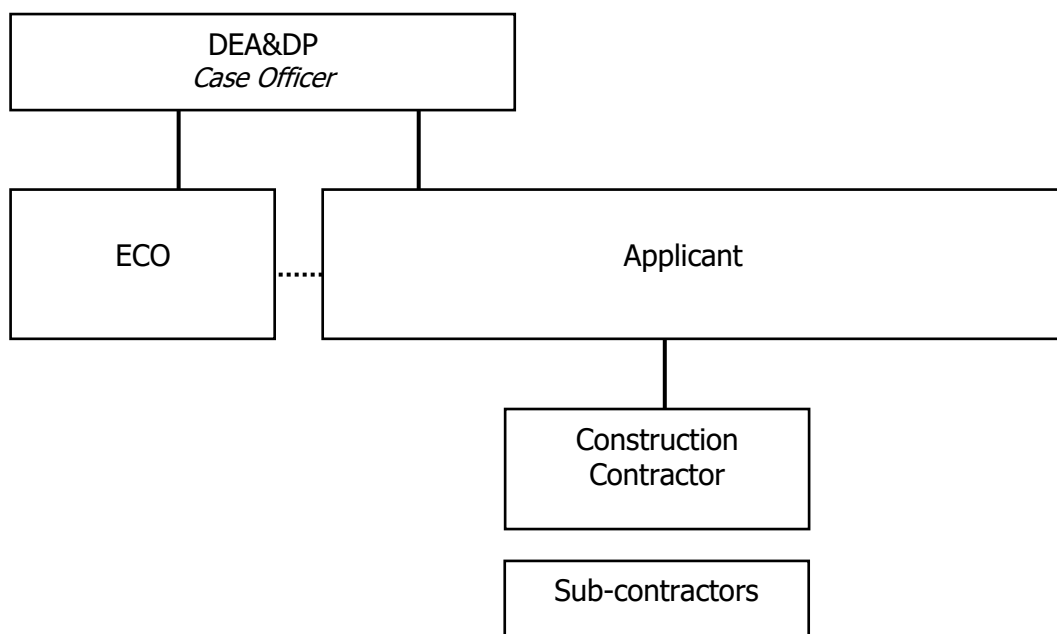 DEA&DP
Case Officer
ECO
Applicant
Construction
Contractor
Sub-contractors